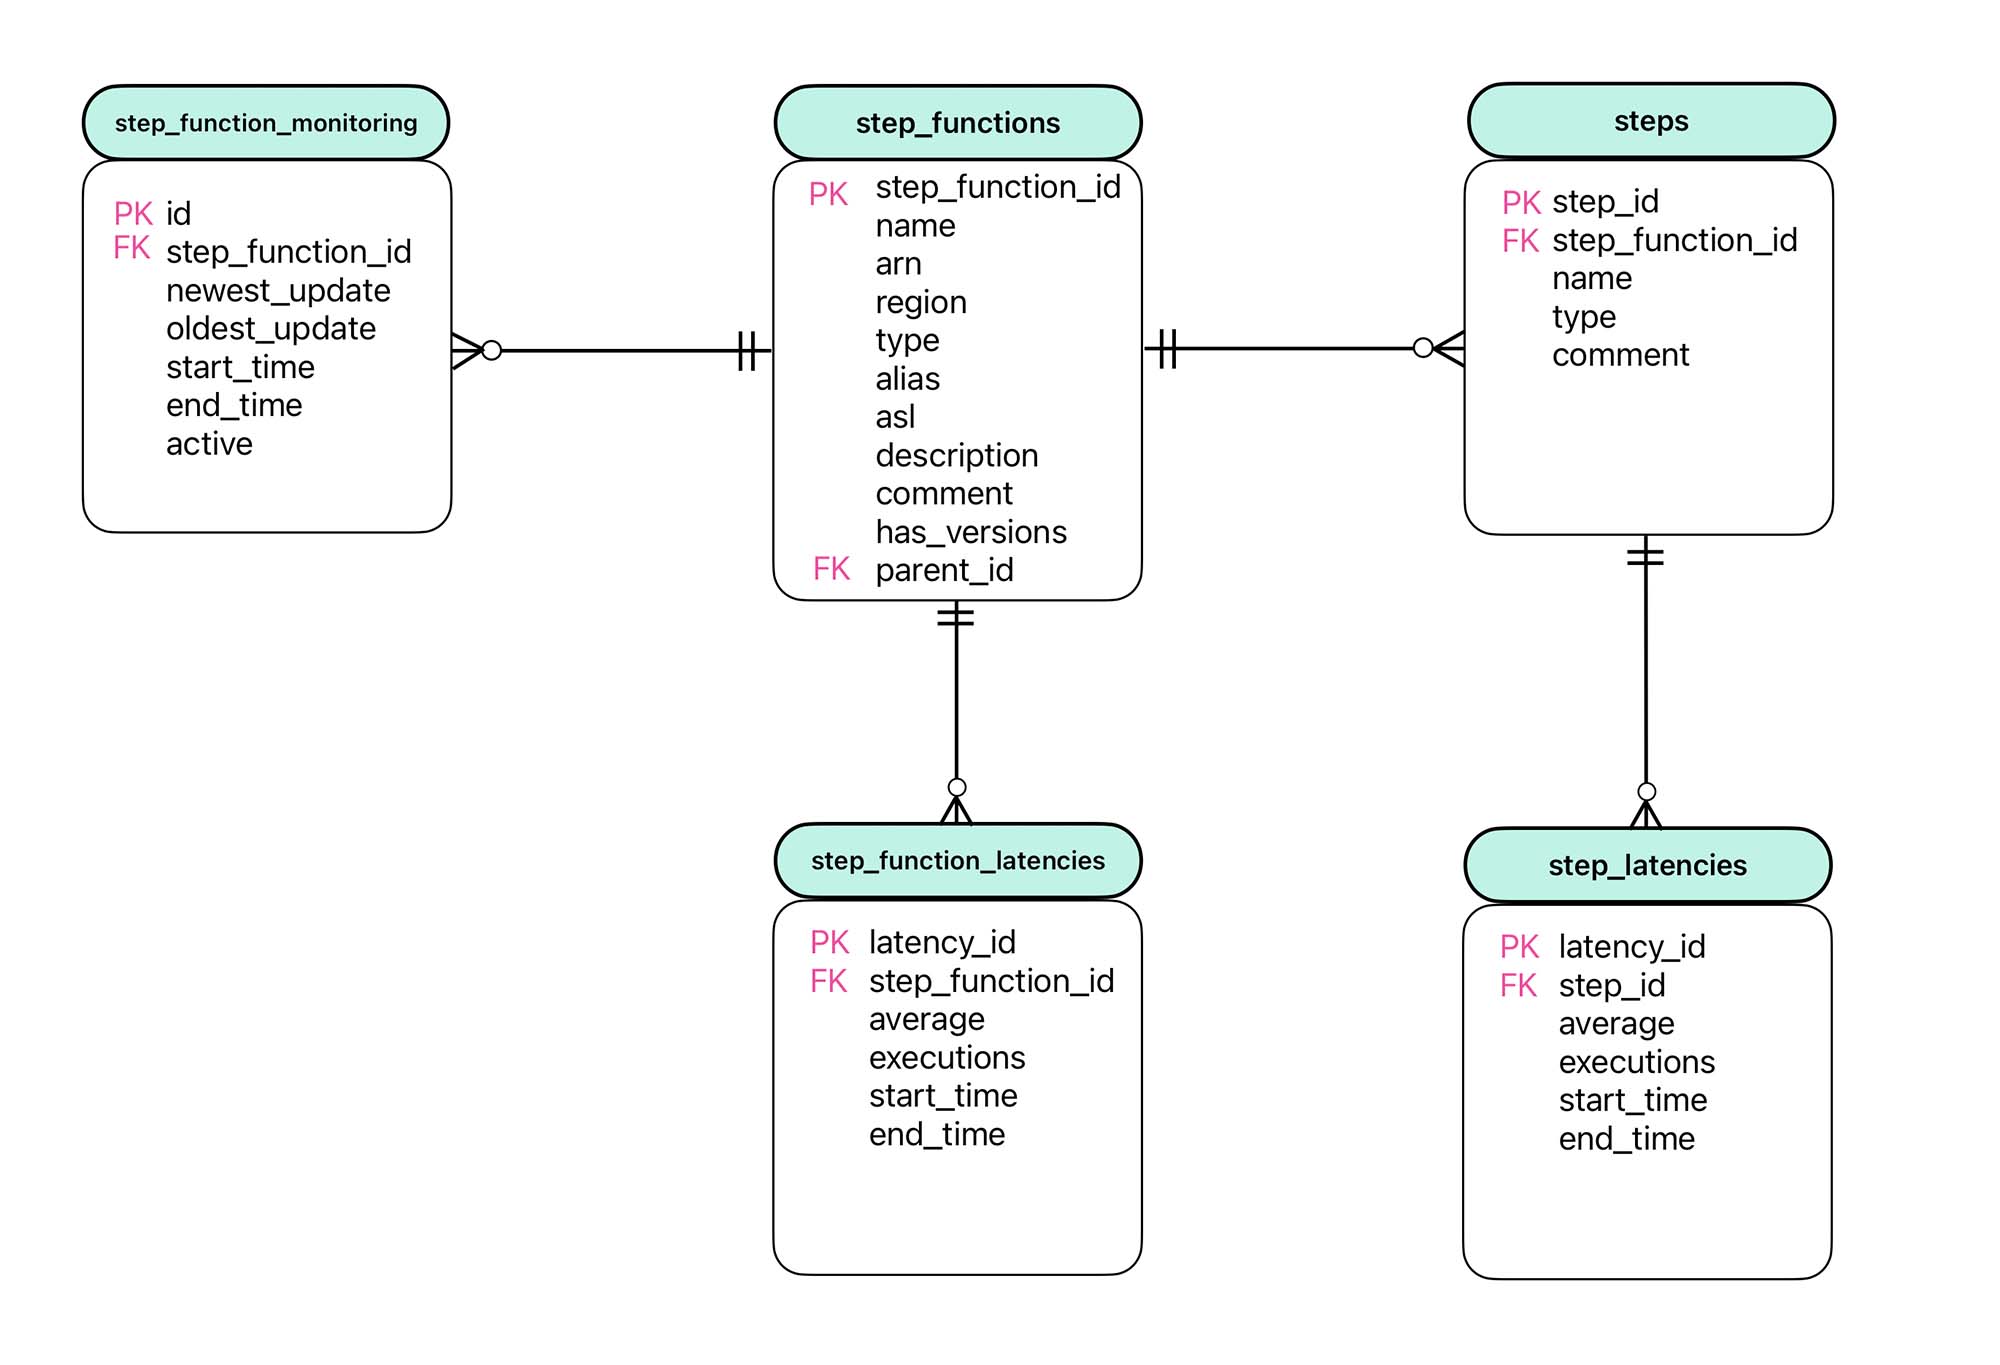 step_function_monitoring
PK id
FK step_function_id
newest_update
oldest_update
start_time
end_time
active
step_functions
PK step_function_id
name
arn
region
type
alias
asl
description
comment
has_versions
FK parent_id
steps
PK step_id
FK step_function_id
name
type
comment
step_function_latencies
PK latency_id
FK step_function_id
average
executions
start_time
end_time
step_latencies
PK latency_id
FK step_id
average
executions
start_time
end_time